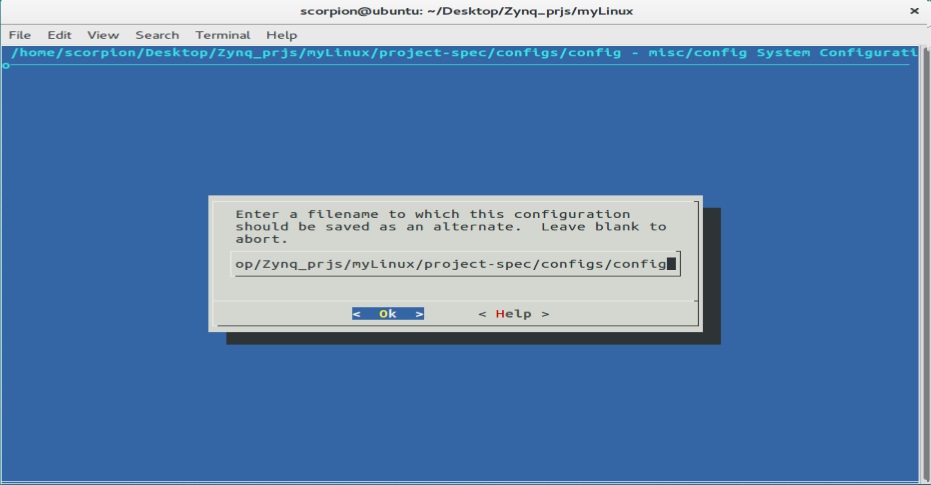 scorpion@ubuntu: ~/Desktop/Zynq_prjs/myLinux ×
File Edit View Search Terminal Help
/home/scorpion/Desktop/Zynq_prjs/myLinux/project-spec/configs/config - misc/config System Configurati
o
Enter a filename to which this configuration
should be saved as an alternate. Leave blank to
abort.
op/Zynq_prjs/myLinux/project-spec/configs/config
< Ok > < Help >